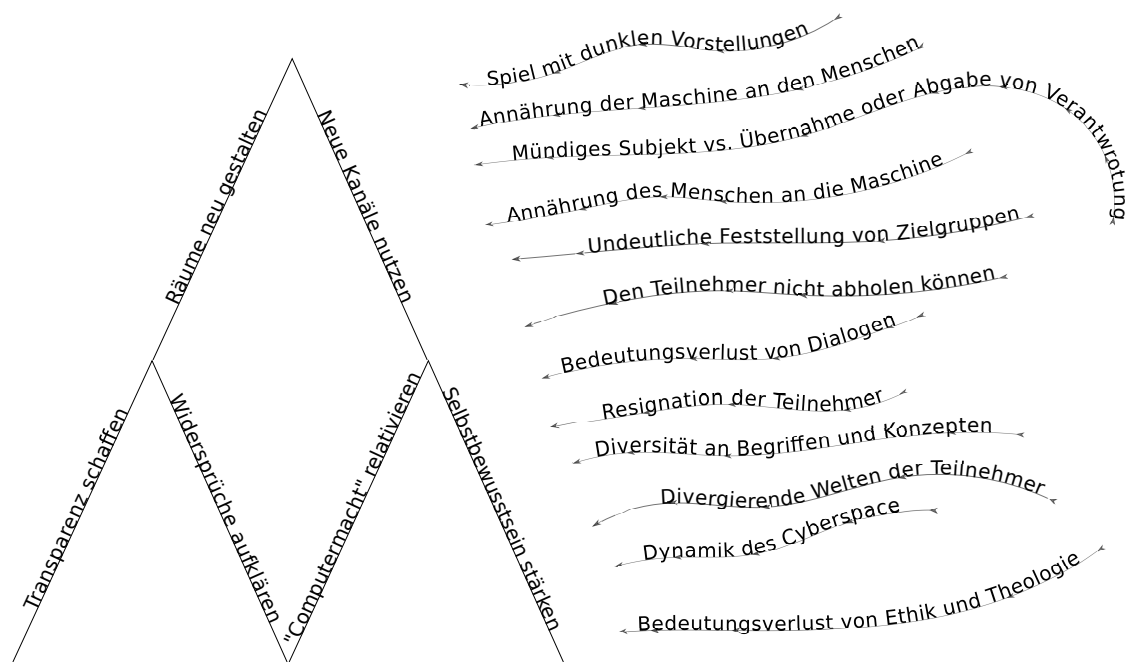 Räume neu gestalten
Neue Kanäle nutzen
Transparenz schaffen
Widersprüche aufklären
"Computermacht" relativieren
Selbstbewusstsein stärken
Spiel mit dunklen Vorstellungen
Annährung der Maschine an den Menschen
Mündiges Subjekt vs. Übernahme oder Abgabe von Verantwrotung
Annährung des Menschen an die Maschine
Undeutliche Feststellung von Zielgruppen
Den Teilnehmer nicht abholen können
Bedeutungsverlust von Dialogen
Resignation der Teilnehmer
Diversität an Begriffen und Konzepten
Divergierende Welten der Teilnehmer
Dynamik des Cyberspace
Bedeutungsverlust von Ethik und Theologie